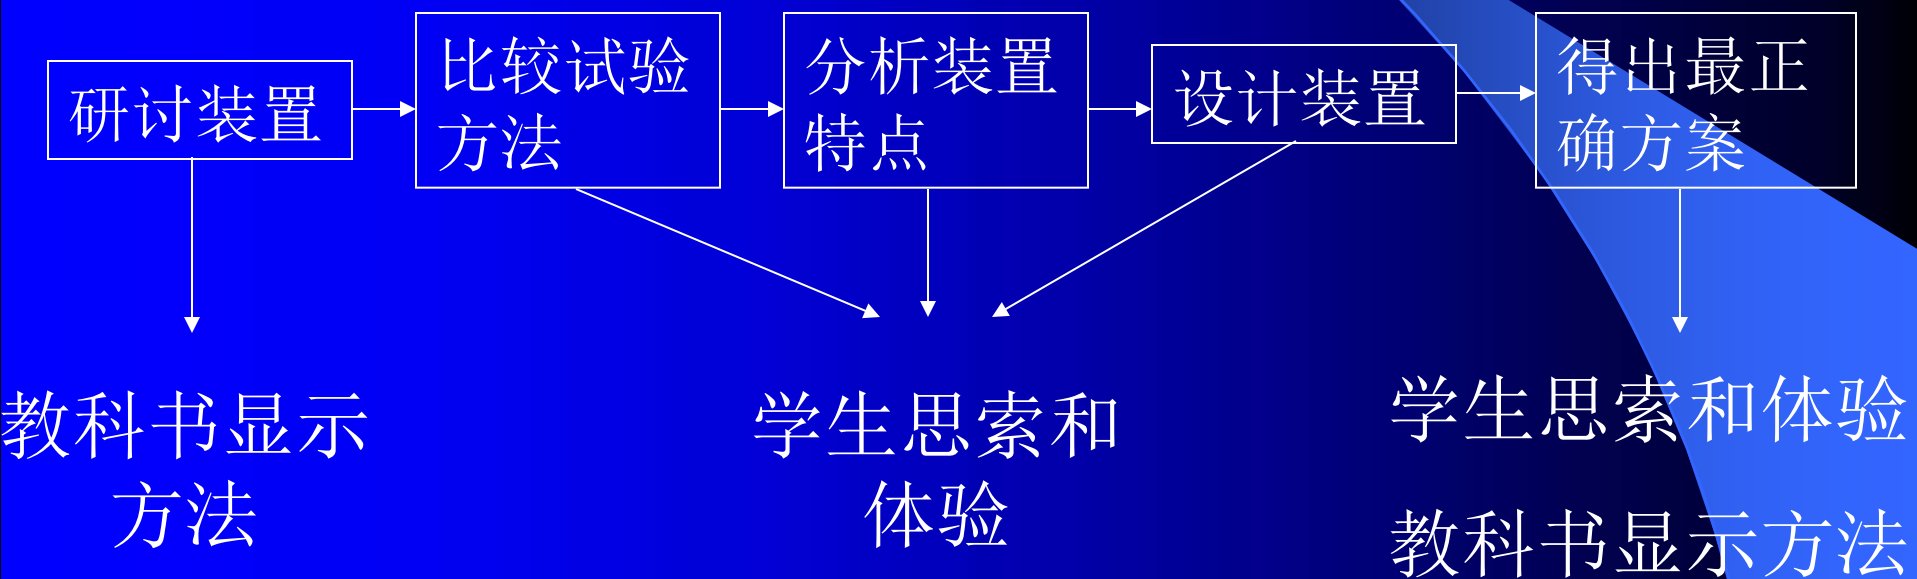 研讨装置
比较试验
方法
分析装置
特点
设计装置
得出最正
确方案
教科书显示
方法
学生思索和
体验
学生思索和体验
教科书显示方法